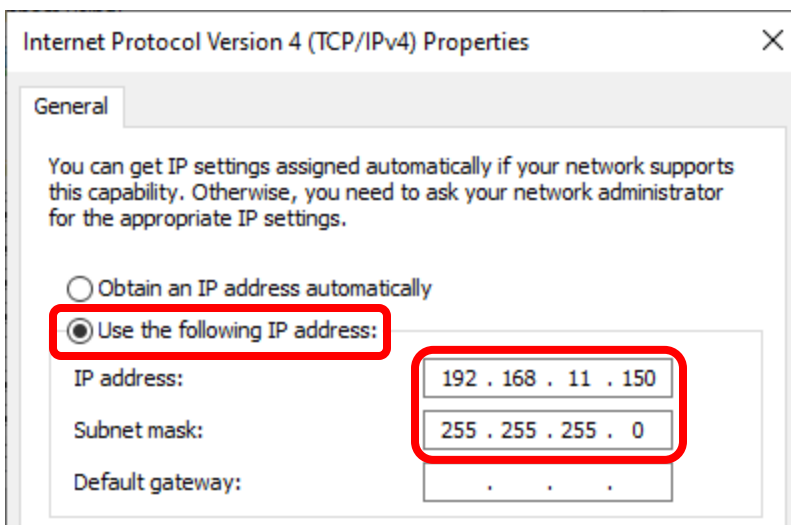 Internet Protocol Version 4 (TCP/IPv4) Properties
General
You can get IP settings assigned automatically if your network supports
this capability. Otherwise, you need to ask your network administrator
for the appropriate IP settings.
Obtain an IP address automatically
Use the following IP address:
IP address: 192 . 168 . 11 . 150
Subnet mask: 255 . 255 . 255 . 0
Default gateway: . . .